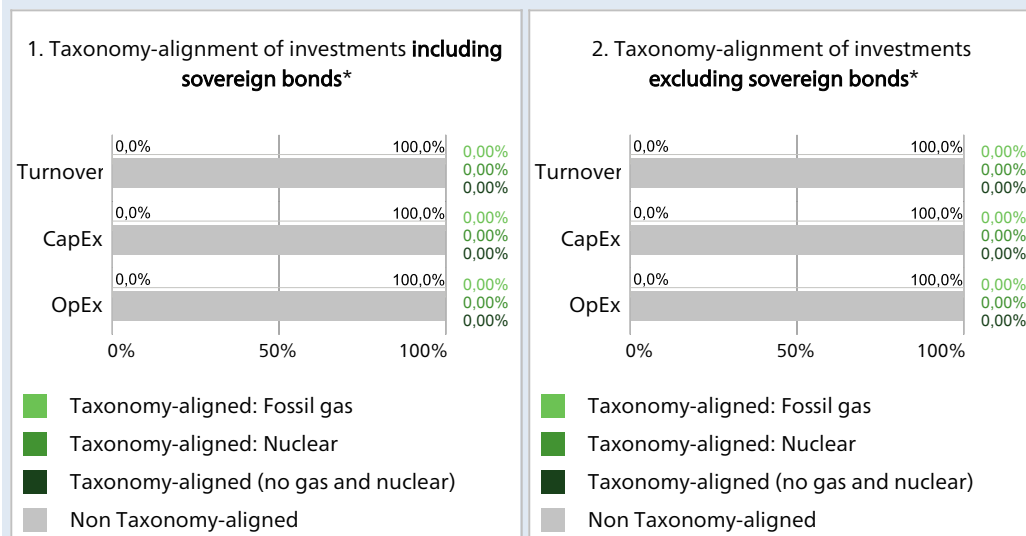 1. Taxonomy-alignment of investments including
sovereign bonds*
0,0% 100,0% 0,00%
Turnover 0,00%
0,00%
0,0% 100,0% 0,00%
CapEx 0,00%
0,00%
0,0% 100,0% 0,00%
OpEx 0,00%
0,00%
0% 50% 100%
Taxonomy-aligned: Fossil gas
Taxonomy-aligned: Nuclear
Taxonomy-aligned (no gas and nuclear)
Non Taxonomy-aligned
2. Taxonomy-alignment of investments
excluding sovereign bonds*
0,0% 100,0% 0,00%
Turnover 0,00%
0,00%
0,0% 100,0% 0,00%
CapEx 0,00%
0,00%
0,0% 100,0% 0,00%
OpEx 0,00%
0,00%
0% 50% 100%
Taxonomy-aligned: Fossil gas
Taxonomy-aligned: Nuclear
Taxonomy-aligned (no gas and nuclear)
Non Taxonomy-aligned